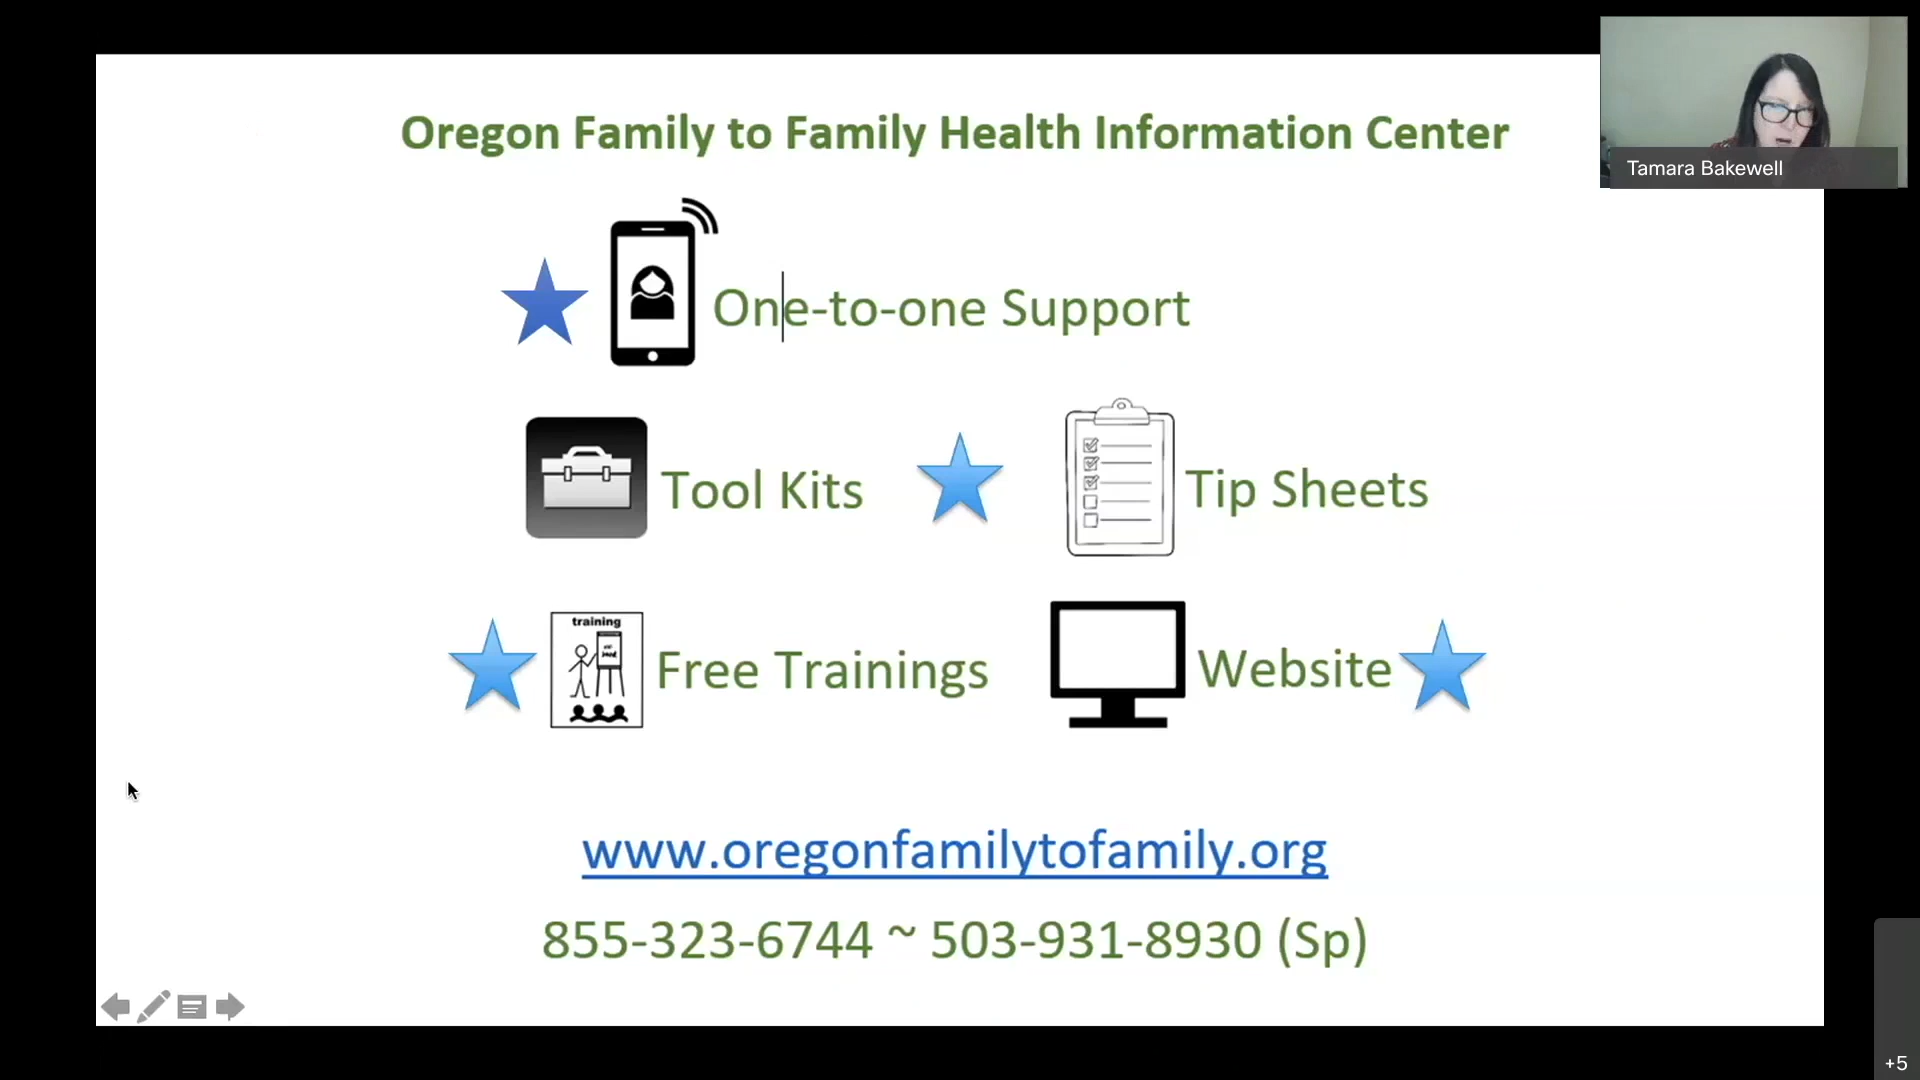 Oregon Family to Family Health Information Center
Tamara Bakewell
One-to-one Support
Tool Kits
Tip Sheets
training
Free Trainings
Website
www.oregonfamilytofamily.org
855-323-6744 ~ 503-931-8930 (Sp)
+5